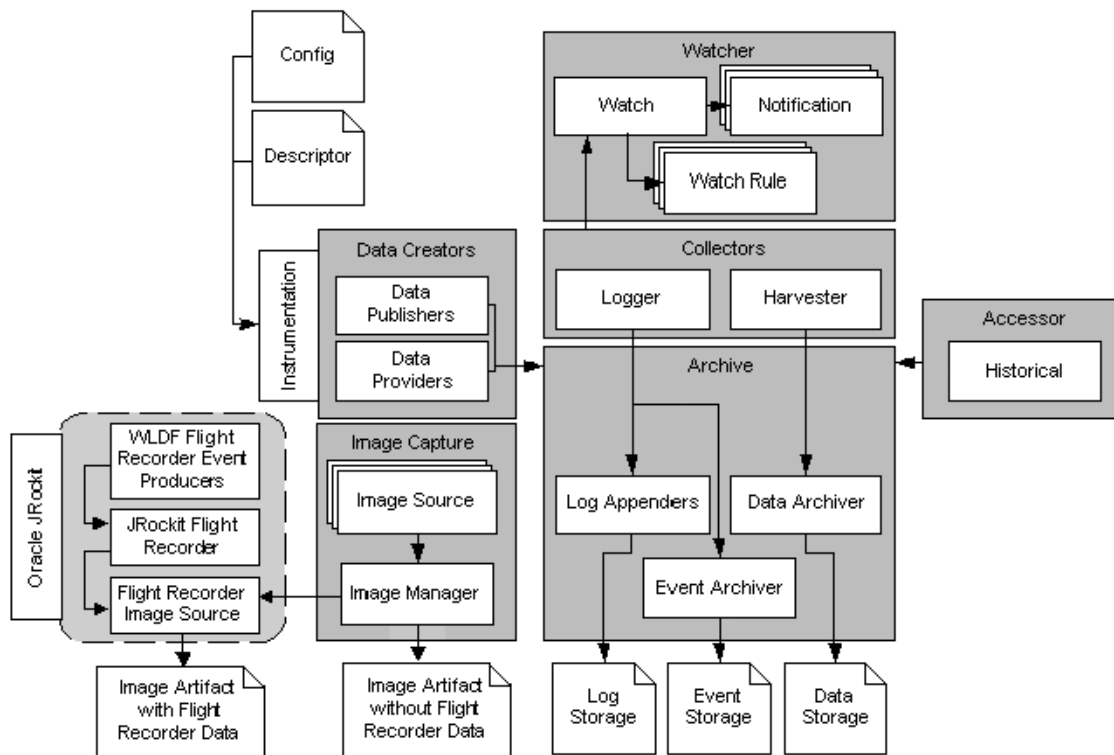 Config
Descriptor
Watcher
Watch
Notification
Watch Rule
Instrumentation
Data Creators
Data
Publishers
Data
Providers
Collectors
Logger
Harvester
Accessor
Historical
Archive
Log Appenders
Data Archiver
Event Archiver
Oracle JRockit
WLDF Flight
Recorder Event
Producers
JRockit Flight
Recorder
Flight Recorder
Image Source
Image Capture
Image Source
Image Manager
Image Artifact
with Flight
Recorder Data
Image Artifact
without Flight
Recorder Data
Log
Storage
Event
Storage
Data
Storage